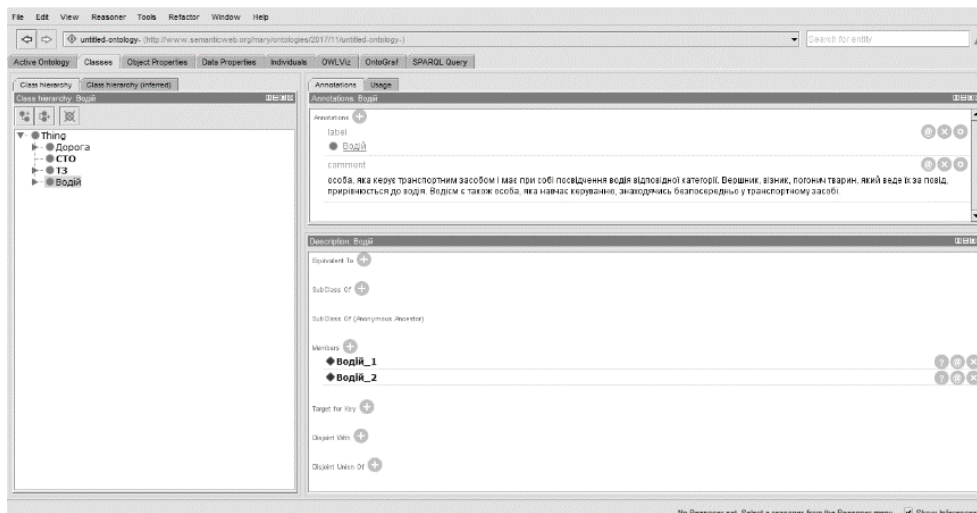 File Edit View Reasoner Tools Refactor Window Help
untitled-ontology- (http://www.semanticweb.org/mary/ontologies/2017/11/untitled-ontology-) Search for entity
Active Ontology Classes Object Properties Data Properties Individuals OWLViz OntoGraf SPARQL Query
Class hierarchy Class hierarchy (inferred)
Class hierarchy: Водій
Thing
Дорога
СТО
ТЗ
Водій
Annotations Usage
Annotations: Водій
Annotations
label
Водій
comment
особа, яка керує транспортним засобом і має при собі посвідчення водія відповідної категорії. Вершник, візник, погонич тварин, який веде їх за повід,
прирівнюється до водія. Водієм є також особа, яка навчає керуванню, знаходячись безпосередньо у транспортному засобі.
Description: Водій
Equivalent To
SubClass Of
SubClass Of (Anonymous Ancestor)
Members
Водій_1
Водій_2
Target for Key
Disjoint With
Disjoint Union Of
No Reasoner set. Select a reasoner from the Reasoner menu Show Inferences